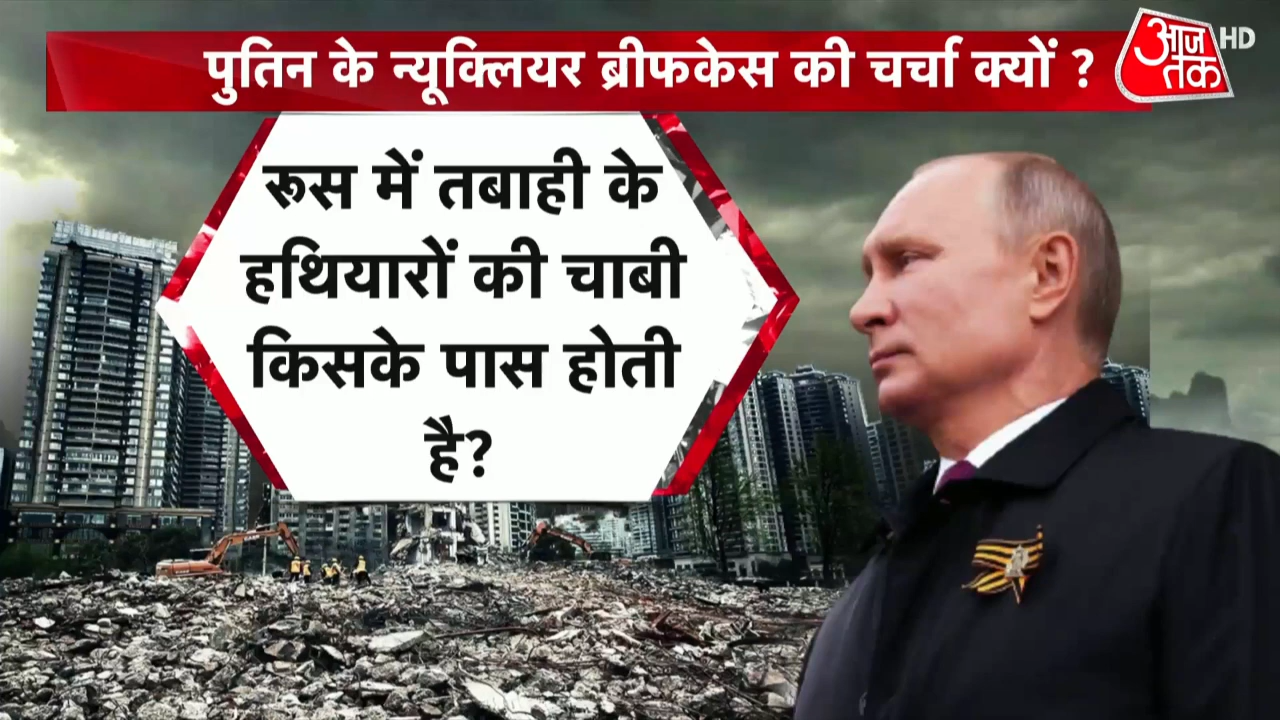 पुतिन के न्यूक्लियर ब्रीफकेस की चर्चा क्यों ?
आज
तक
HD
रूस में तबाही के
हथियारों की चाबी
किसके पास होती
है?